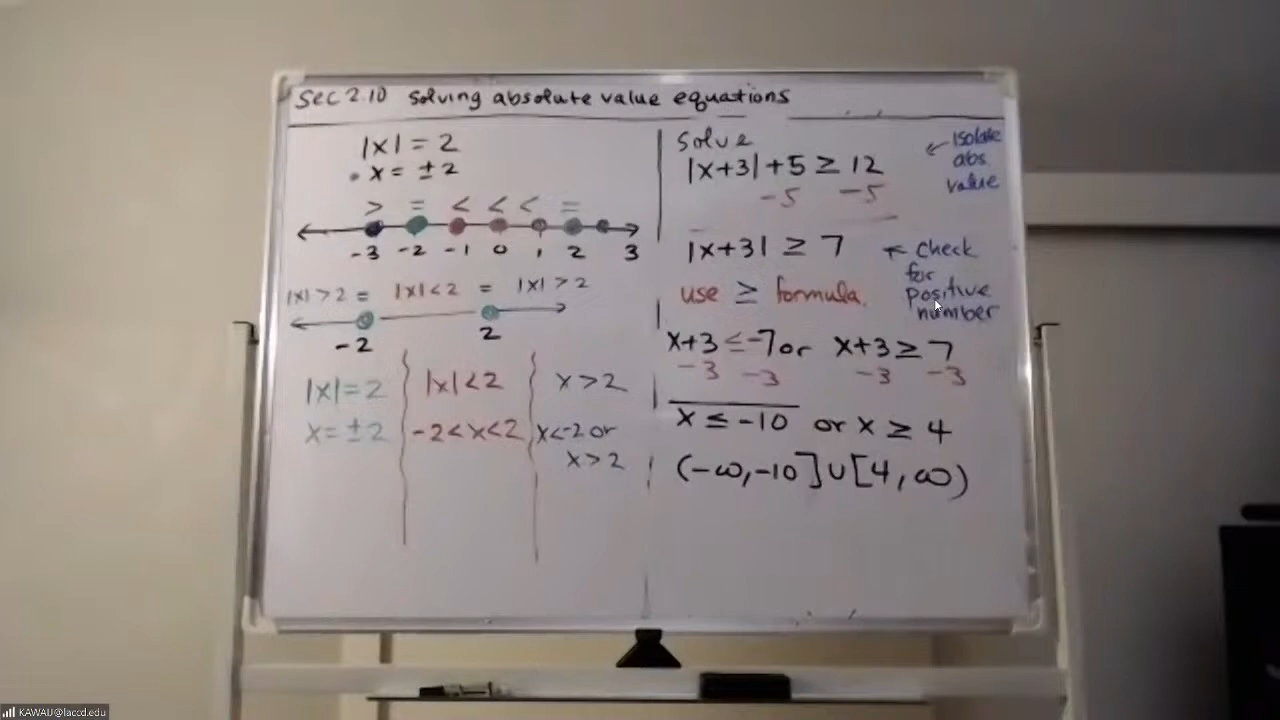 Sec 2.10 Solving absolute value equations
|x| = 2
• x = ± 2
> = < < < =
-3 -2 -1 0 1 2 3
|x| > 2 = |x| < 2 = |x| > 2
-2 2
|x| = 2 |x| < 2 x > 2
x = ± 2 -2 < x < 2 x < -2 or
x > 2
Solve
|x+3| + 5 ≥ 12
-5 -5
← Isolate
abs.
value
|x+3| ≥ 7
← Check
for
positive
number
use ≥ formula.
x+3 ≤ -7 or x+3 ≥ 7
-3 -3 -3 -3
x ≤ -10 or x ≥ 4
(-∞, -10] ∪ [4, ∞)
KAWAIJ@laccd.edu